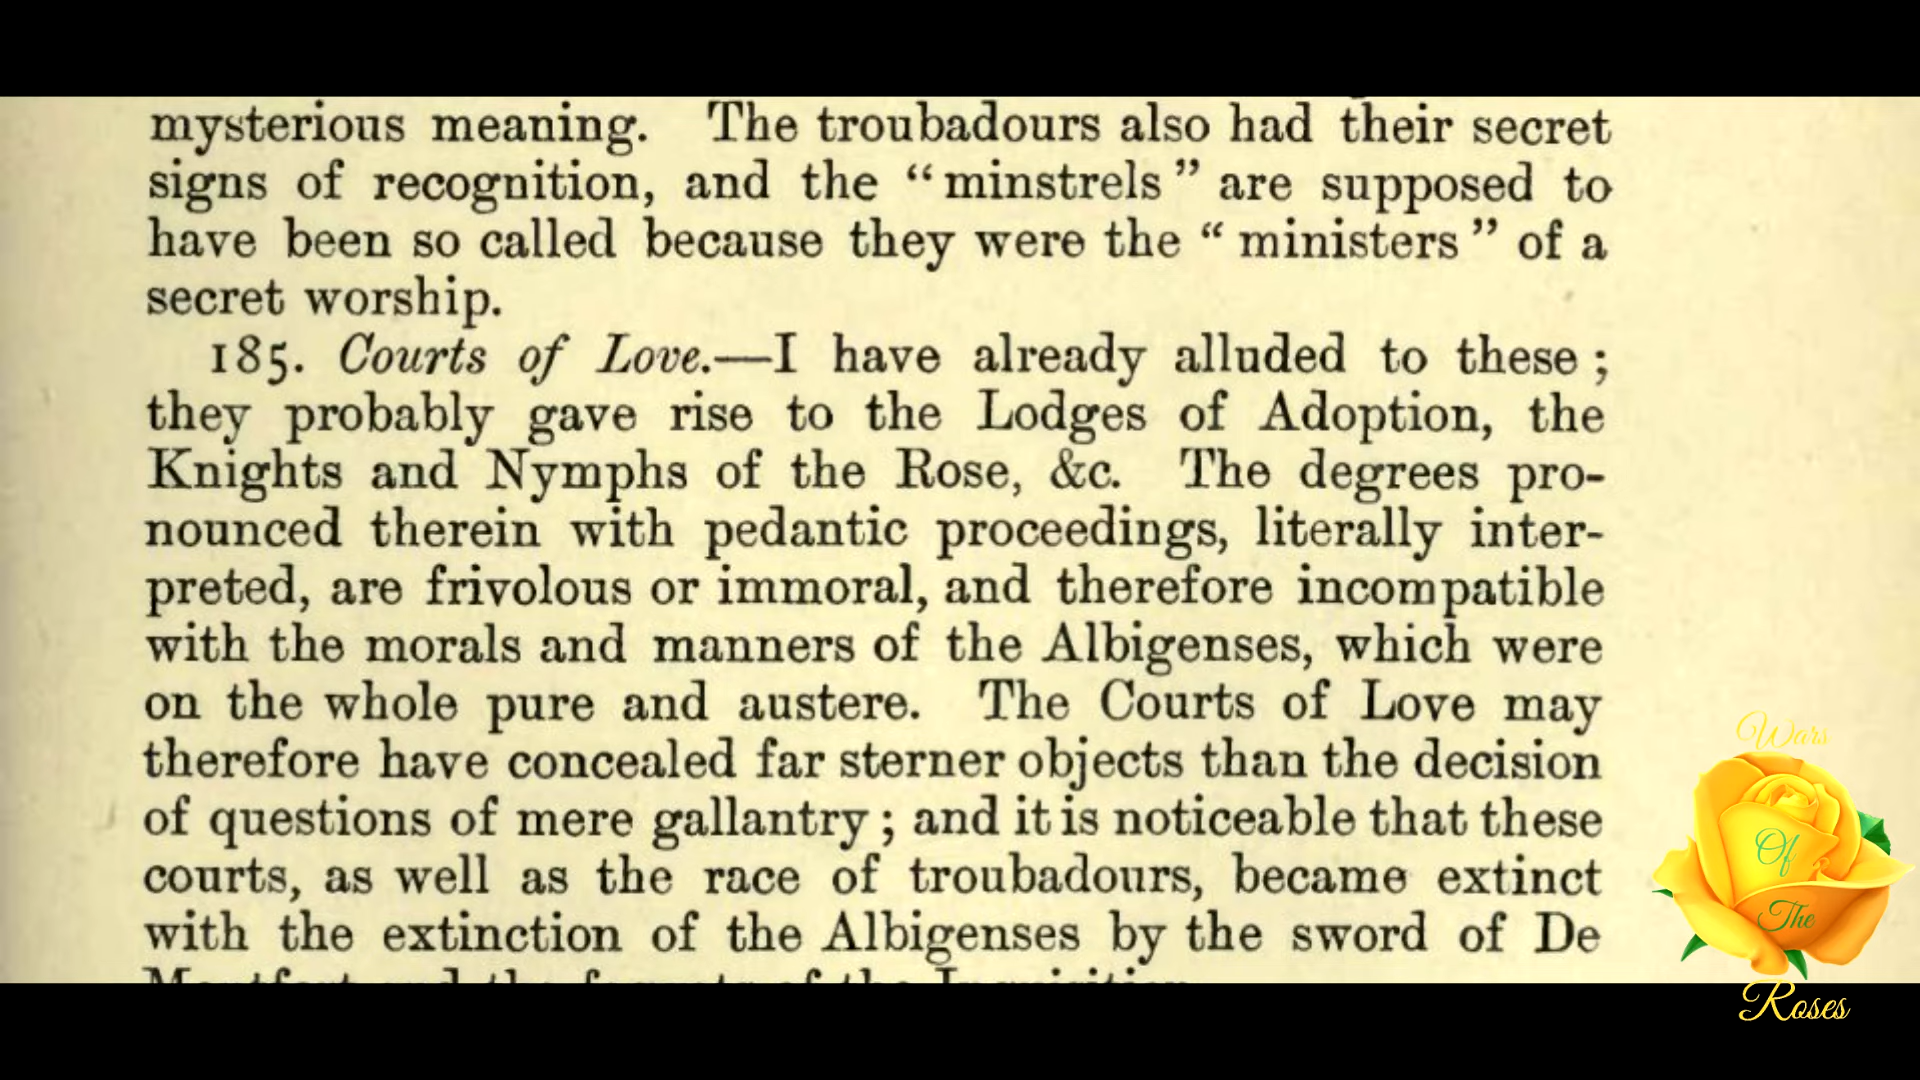 mysterious meaning. The troubadours also had their secret
signs of recognition, and the “minstrels” are supposed to
have been so called because they were the “ministers” of a
secret worship.
185. Courts of Love.—I have already alluded to these;
they probably gave rise to the Lodges of Adoption, the
Knights and Nymphs of the Rose, &c. The degrees pro-
nounced therein with pedantic proceedings, literally inter-
preted, are frivolous or immoral, and therefore incompatible
with the morals and manners of the Albigenses, which were
on the whole pure and austere. The Courts of Love may
therefore have concealed far sterner objects than the decision
of questions of mere gallantry; and it is noticeable that these
courts, as well as the race of troubadours, became extinct
with the extinction of the Albigenses by the sword of De
Wars
Of
The
Roses